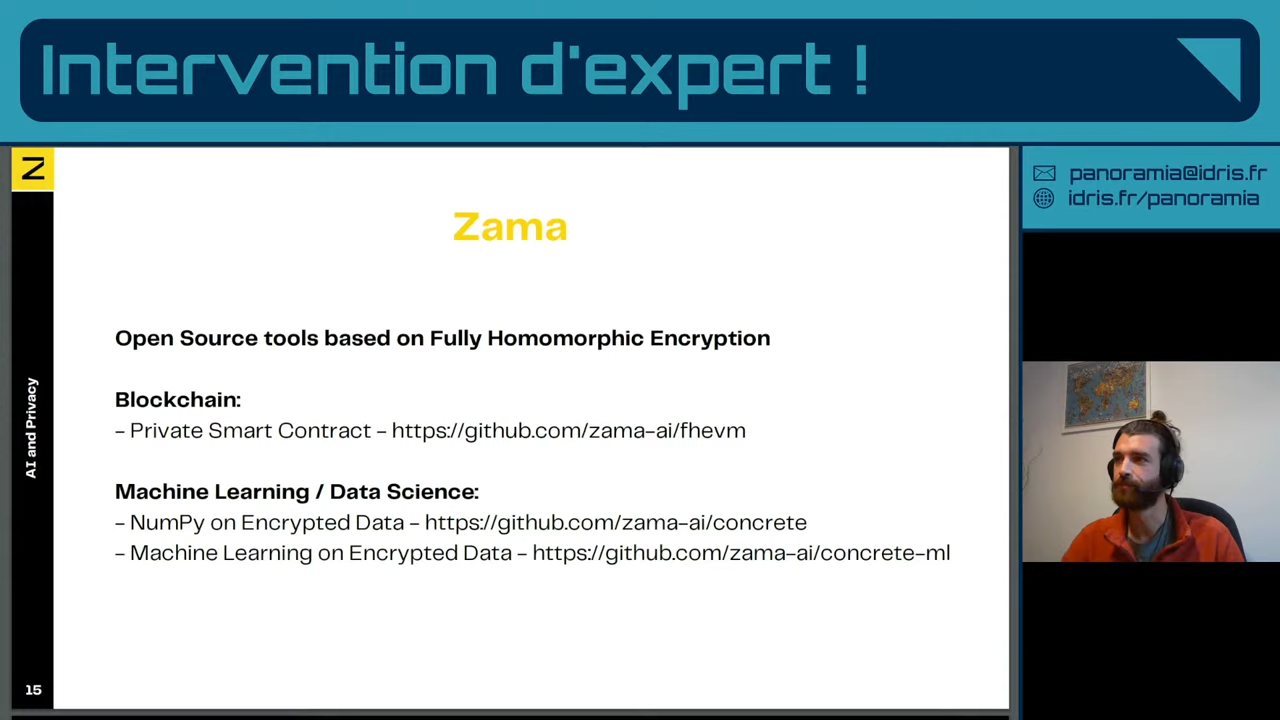 Intervention d'expert !
panoramia@idris.fr
idris.fr/panoramia
Z
Zama
Open Source tools based on Fully Homomorphic Encryption
Blockchain:
- Private Smart Contract - https://github.com/zama-ai/fhevm
Machine Learning / Data Science:
- NumPy on Encrypted Data - https://github.com/zama-ai/concrete
- Machine Learning on Encrypted Data - https://github.com/zama-ai/concrete-ml
AI and Privacy
15